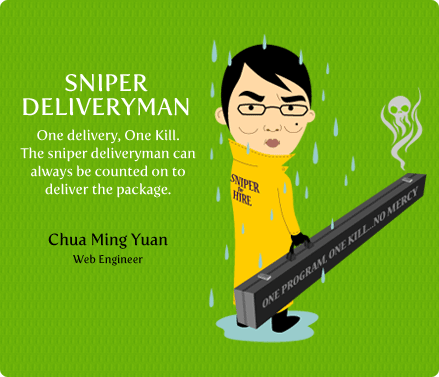 SNIPER
DELIVERYMAN
One delivery, One Kill.
The sniper deliveryman can
always be counted on to
deliver the package.
Chua Ming Yuan
Web Engineer
SNIPER
for
HIRE
ONE PROGRAM. ONE KILL...NO MERCY